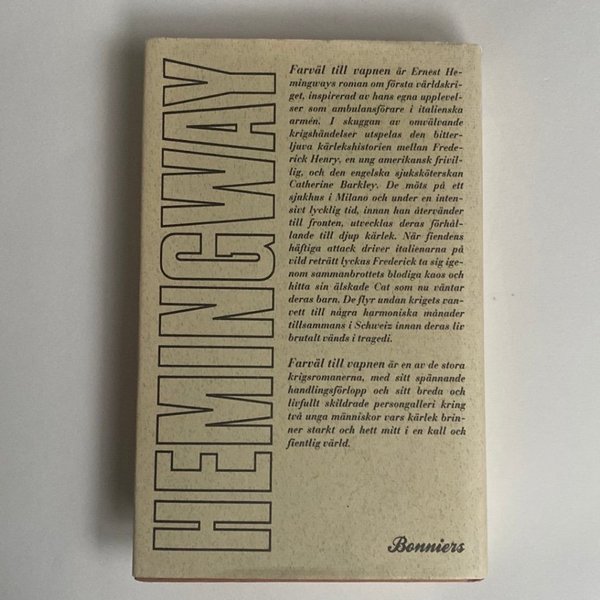 HEMINGWAY
Farväl till vapnen är Ernest He-
mingways roman om första världskri-
get, inspirerad av hans egna upplevel-
ser som ambulansförare i italienska
armén. I skuggan av omvälvande
krigshändelser utspelas den bitter-
ljuva kärlekshistorien mellan Frede-
rick Henry, en ung amerikansk frivil-
lig, och den engelska sjuksköterskan
Catherine Barkley. De möts på ett
sjukhus i Milano och under en inten-
sivt lycklig tid, innan han återvänder
till fronten, utvecklas deras förhål-
lande till djup kärlek. När fiendens
häftiga attack driver italienarna på
vild reträtt lyckas Frederick ta sig ige-
nom sammanbrottets blodiga kaos och
hitta sin älskade Cat som nu väntar
deras barn. De flyr undan krigets van-
vett till några harmoniska månader
tillsammans i Schweiz innan deras liv
brutalt vänds i tragedi.
Farväl till vapnen är en av de stora
krigsromanerna, med sitt spännande
handlingsförlopp och sitt breda och
livfullt skildrade persongalleri kring
två unga människor vars kärlek brin-
ner starkt och hett mitt i en kall och
fientlig värld.
Bonniers